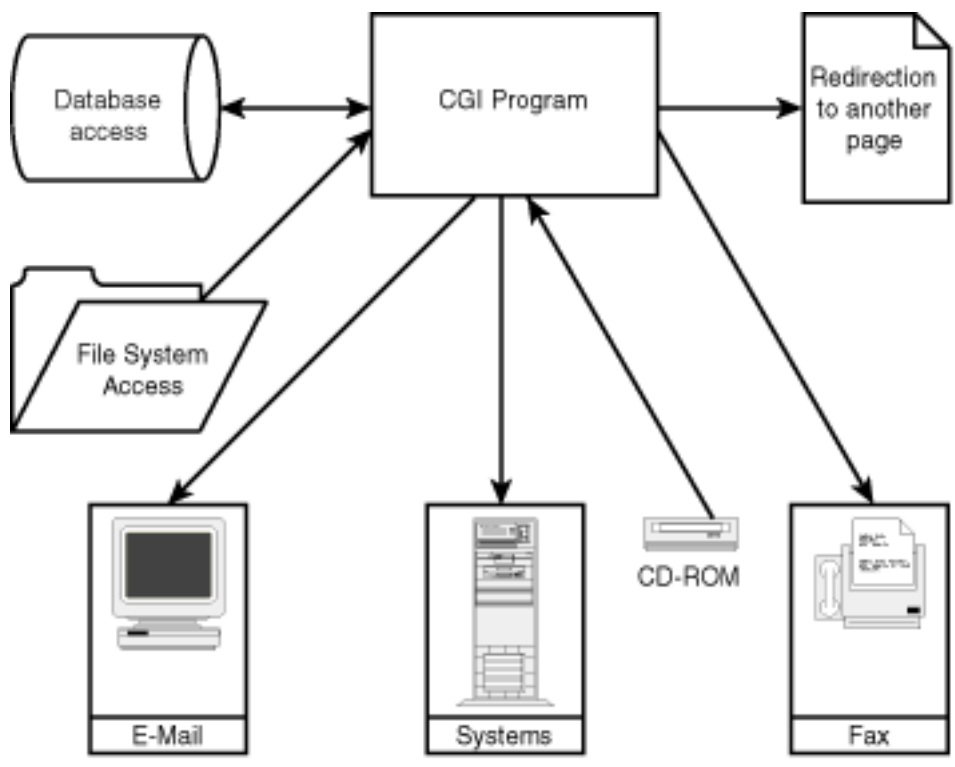 Database
access
CGI Program
Redirection
to another
page
File System
Access
CD-ROM
E-Mail
Systems
Fax